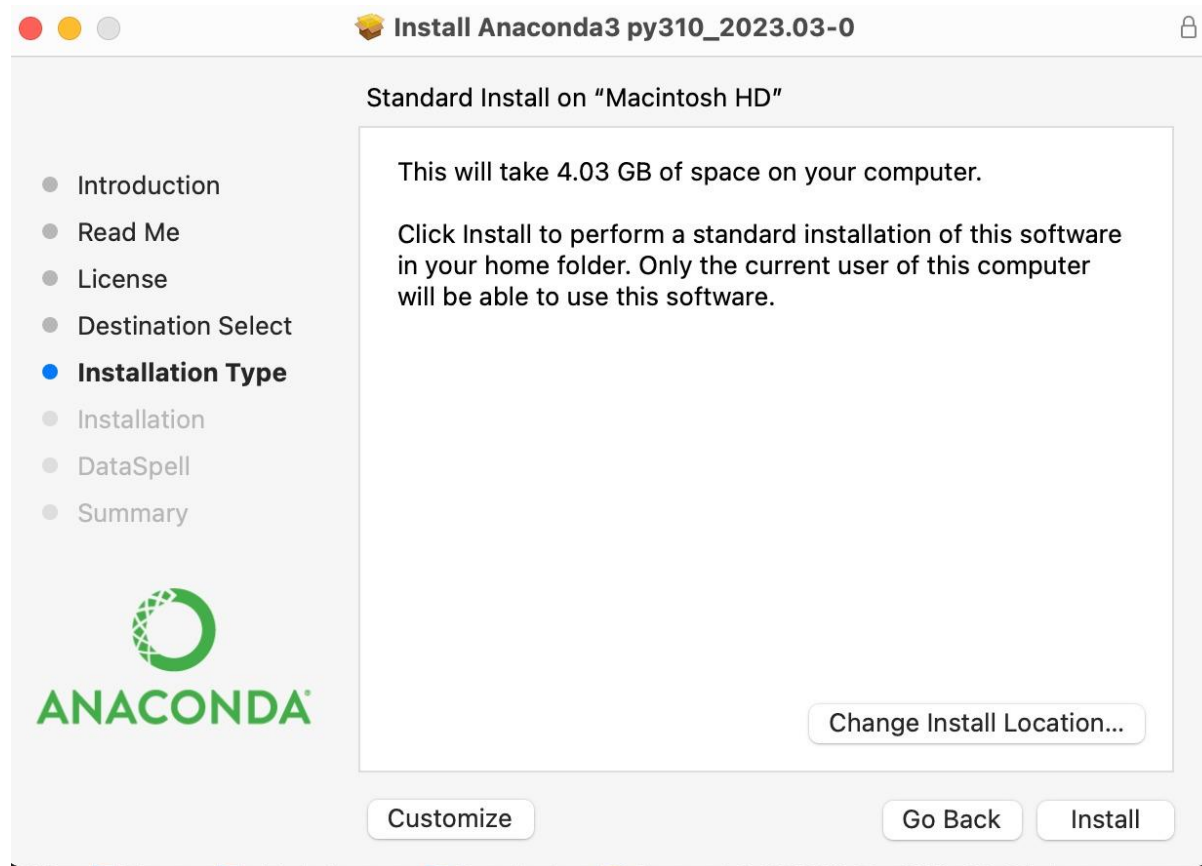 Install Anaconda3 py310_2023.03-0
Standard Install on “Macintosh HD”
Introduction
Read Me
License
Destination Select
Installation Type
Installation
DataSpell
Summary
ANACONDA®
This will take 4.03 GB of space on your computer.
Click Install to perform a standard installation of this software
in your home folder. Only the current user of this computer
will be able to use this software.
Change Install Location...
Customize
Go Back
Install